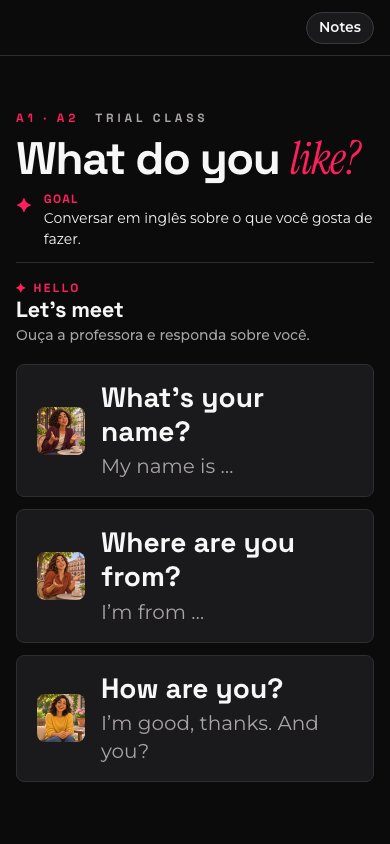 Notes
A1 · A2 TRIAL CLASS
What do you like?
GOAL
Conversar em inglês sobre o que você gosta de
fazer.
HELLO
Let's meet
Ouça a professora e responda sobre você.
What's your
name?
My name is ...
Where are you
from?
I'm from ...
How are you?
I'm good, thanks. And
you?